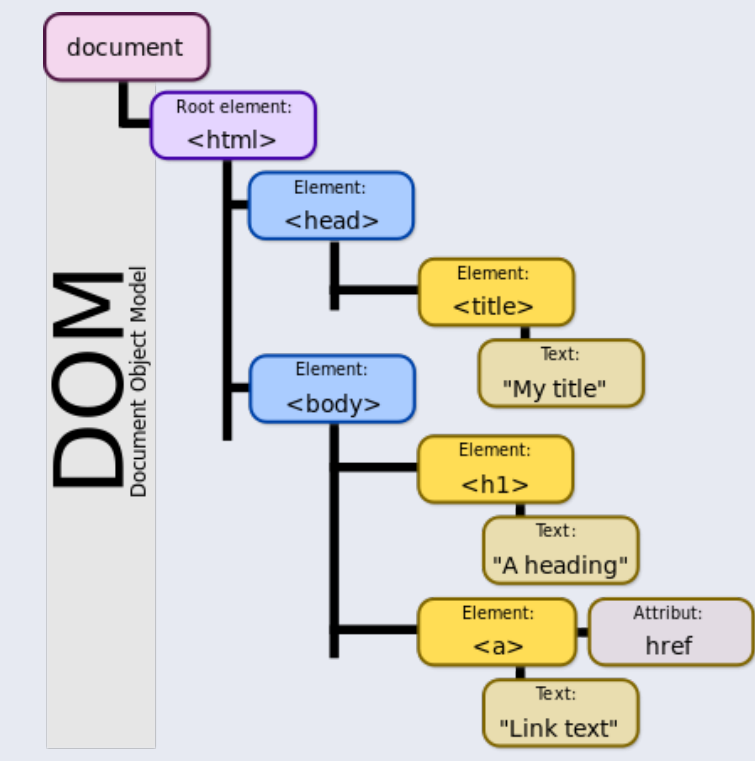 document
Root element:
<html>
Element:
<head>
Element:
<title>
Text:
"My title"
Element:
<body>
Element:
<h1>
Text:
"A heading"
Element:
<a>
Attribut:
href
Text:
"Link text"
DOM
Document Object Model